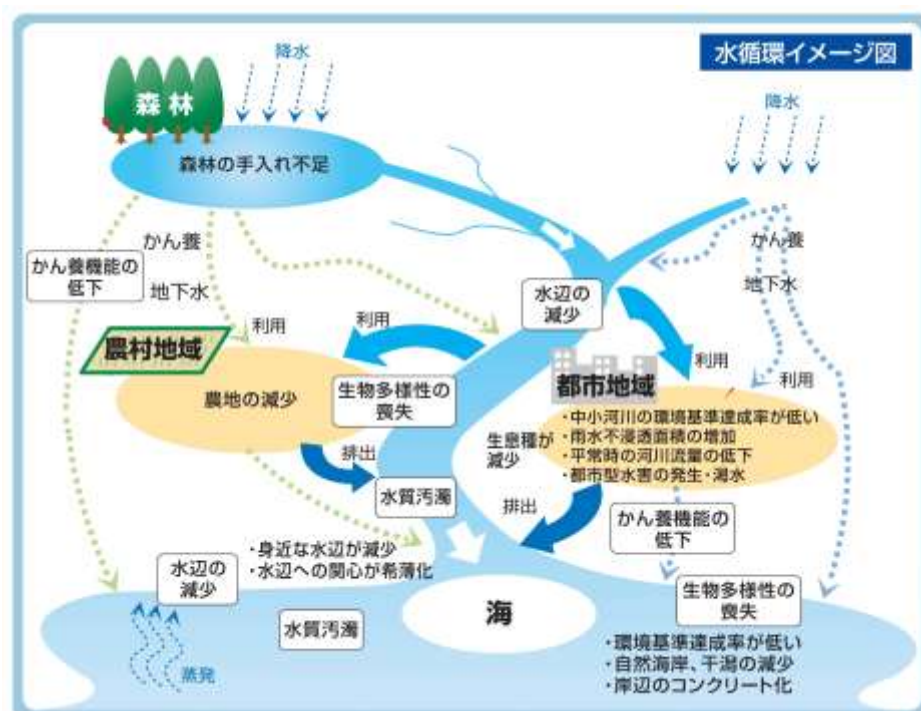 水循環イメージ図
降水
降水
森林
森林の手入れ不足
かん養
かん養機能の
低下
地下水
かん養
地下水
水辺の
減少
利用
利用
農村地域
農地の減少
生物多様性の
喪失
都市地域
利用
利用
・中小河川の環境基準達成率が低い
・雨水不浸透面積の増加
・平常時の河川流量の低下
・都市型水害の発生・渇水
生息種が
減少
排出
水質汚濁
排出
かん養機能の
低下
・身近な水辺が減少
・水辺への関心が希薄化
水辺の
減少
水質汚濁
海
生物多様性の
喪失
・環境基準達成率が低い
・自然海岸、干潟の減少
・岸辺のコンクリート化
蒸発